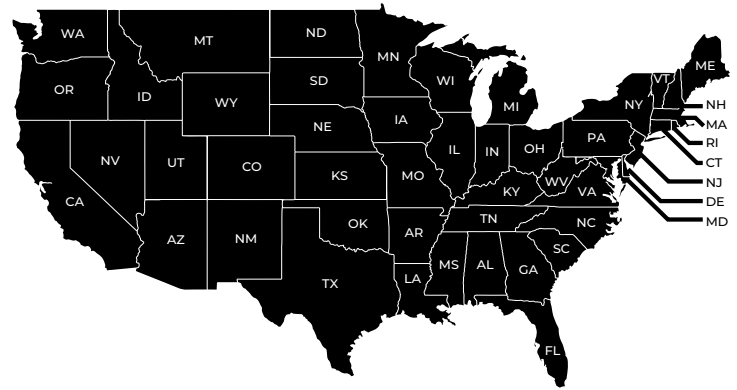 WA
MT
ND
MN
ME
OR
ID
SD
WI
VT
WY
MI
NY
NH
MA
NE
IA
RI
NV
UT
CO
IL
IN
OH
PA
CT
KS
MO
WV
NJ
CA
KY
VA
DE
AZ
NM
OK
AR
TN
NC
MD
SC
TX
LA
MS
AL
GA
FL